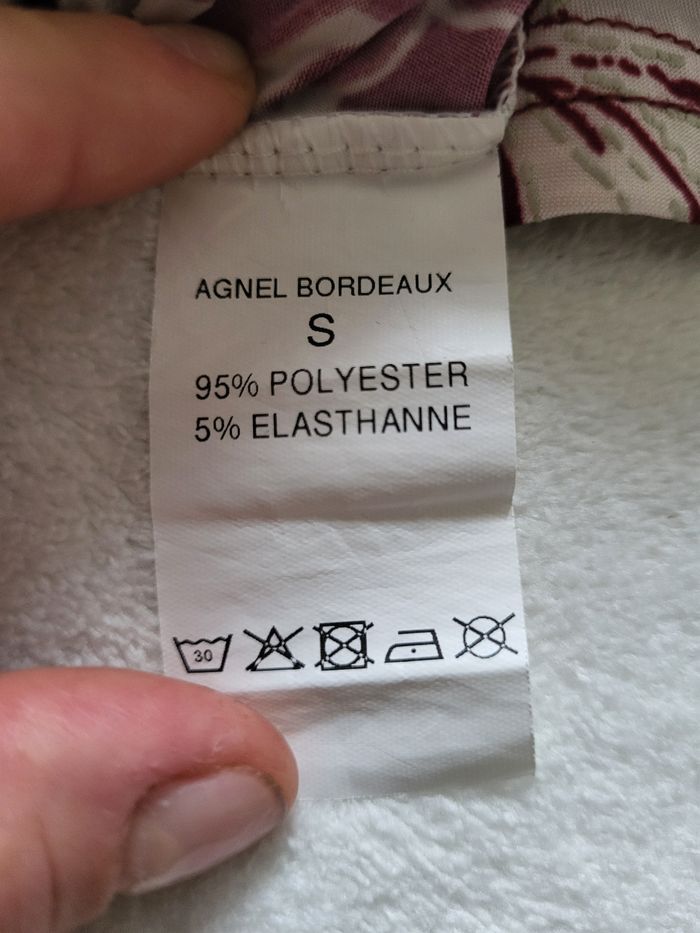 AGNEL BORDEAUX
S
95% POLYESTER
5% ELASTHANNE
30